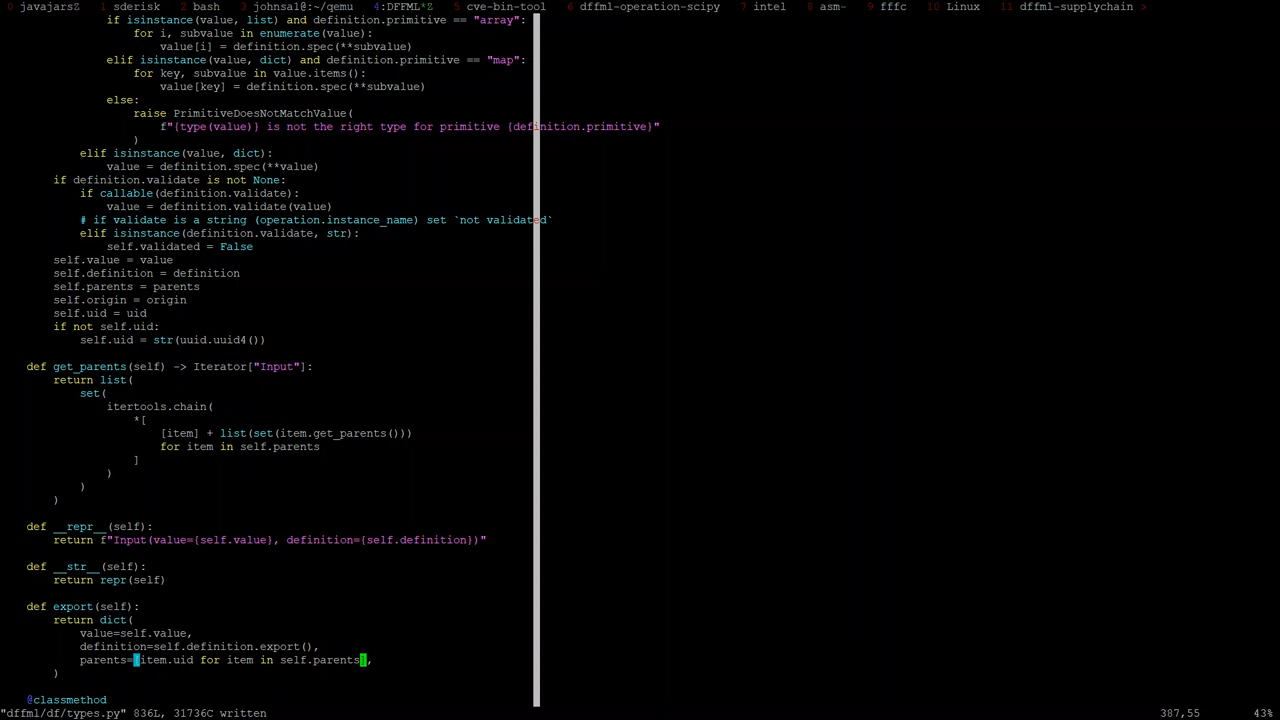 0 javajarsZ 1 sderisk 2 bash 3 johnsal@:~/qemu 4:DFFML*Z 5 cve-bin-tool 6 dffml-operation-scipy 7 intel 8 asm- 9 fffc 10 Linux 11 dffml-supplychain >
if isinstance(value, list) and definition.primitive == "array":
for i, subvalue in enumerate(value):
value[i] = definition.spec(**subvalue)
elif isinstance(value, dict) and definition.primitive == "map":
for key, subvalue in value.items():
value[key] = definition.spec(**subvalue)
else:
raise PrimitiveDoesNotMatchValue(
f"{type(value)} is not the right type for primitive {definition.primitive}"
)
elif isinstance(value, dict):
value = definition.spec(**value)
if definition.validate is not None:
if callable(definition.validate):
value = definition.validate(value)
# if validate is a string (operation.instance_name) set `not validated`
elif isinstance(definition.validate, str):
self.validated = False
self.value = value
self.definition = definition
self.parents = parents
self.origin = origin
self.uid = uid
if not self.uid:
self.uid = str(uuid.uuid4())
def get_parents(self) -> Iterator["Input"]:
return list(
set(
itertools.chain(
*[
[item] + list(set(item.get_parents()))
for item in self.parents
]
)
)
)
def __repr__(self):
return f"Input(value={self.value}, definition={self.definition})"
def __str__(self):
return repr(self)
def export(self):
return dict(
value=self.value,
definition=self.definition.export(),
parents=[item.uid for item in self.parents],
)
@classmethod
"dffml/df/types.py" 836L, 31736C written 387,55 43%